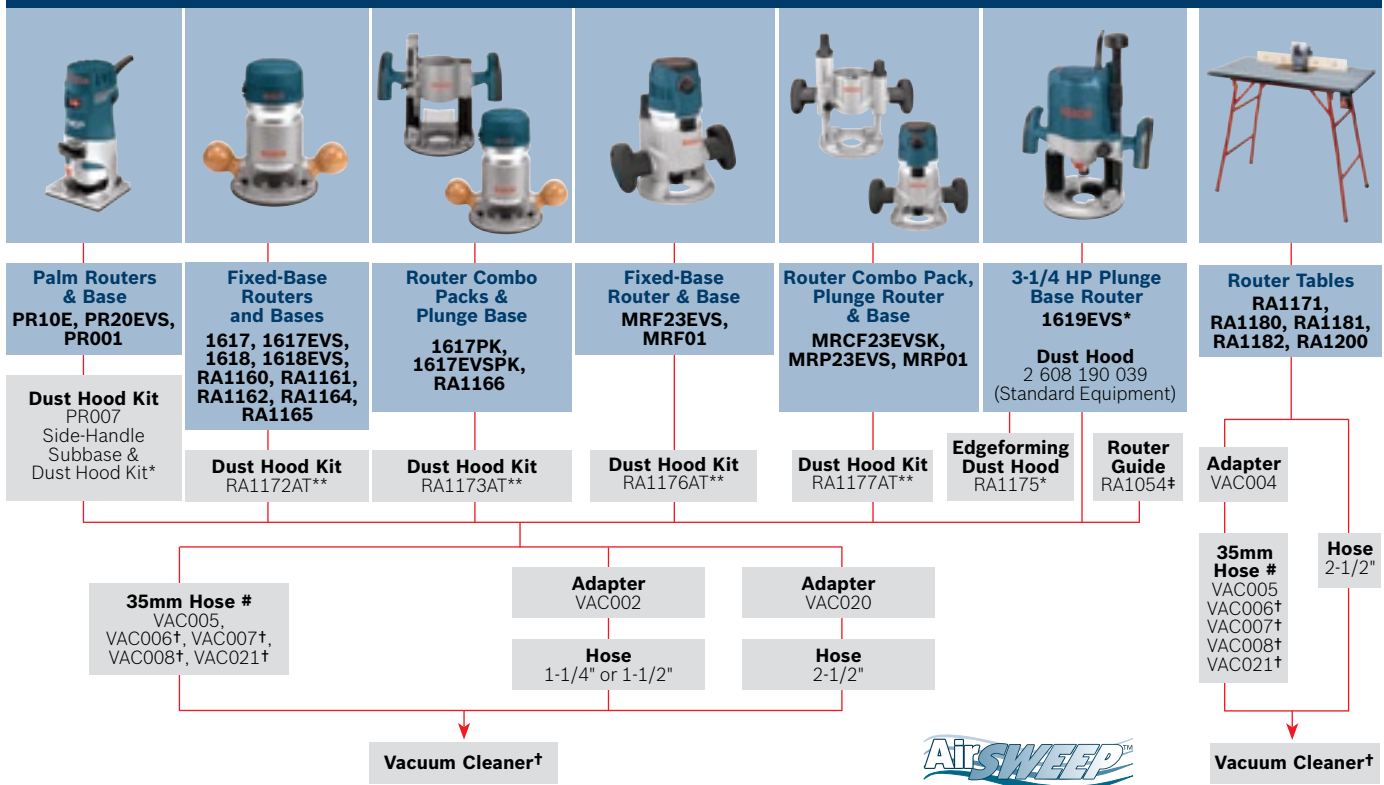 Palm Routers
& Base
PR10E, PR20EVS,
PR001
Fixed-Base
Routers
and Bases
1617, 1617EVS,
1618, 1618EVS,
RA1160, RA1161,
RA1162, RA1164,
RA1165
Router Combo
Packs &
Plunge Base
1617PK,
1617EVSPK,
RA1166
Fixed-Base
Router & Base
MRF23EVS,
MRF01
Router Combo Pack,
Plunge Router
& Base
MRCF23EVSK,
MRP23EVS, MRP01
3-1/4 HP Plunge
Base Router
1619EVS*
Dust Hood
2 608 190 039
(Standard Equipment)
Router Tables
RA1171,
RA1180, RA1181,
RA1182, RA1200
Dust Hood Kit
PR007
Side-Handle
Subbase &
Dust Hood Kit*
Dust Hood Kit
RA1172AT**
Dust Hood Kit
RA1173AT**
Dust Hood Kit
RA1176AT**
Dust Hood Kit
RA1177AT**
Edgeforming
Dust Hood
RA1175*
Router
Guide
RA1054‡
Adapter
VAC004
35mm Hose #
VAC005,
VAC006†, VAC007†,
VAC008†, VAC021†
Adapter
VAC002
Hose
1-1/4" or 1-1/2"
Adapter
VAC020
Hose
2-1/2"
35mm
Hose #
VAC005
VAC006†
VAC007†
VAC008†
VAC021†
Hose
2-1/2"
Vacuum Cleaner†
AirSWEEP™
Vacuum Cleaner†